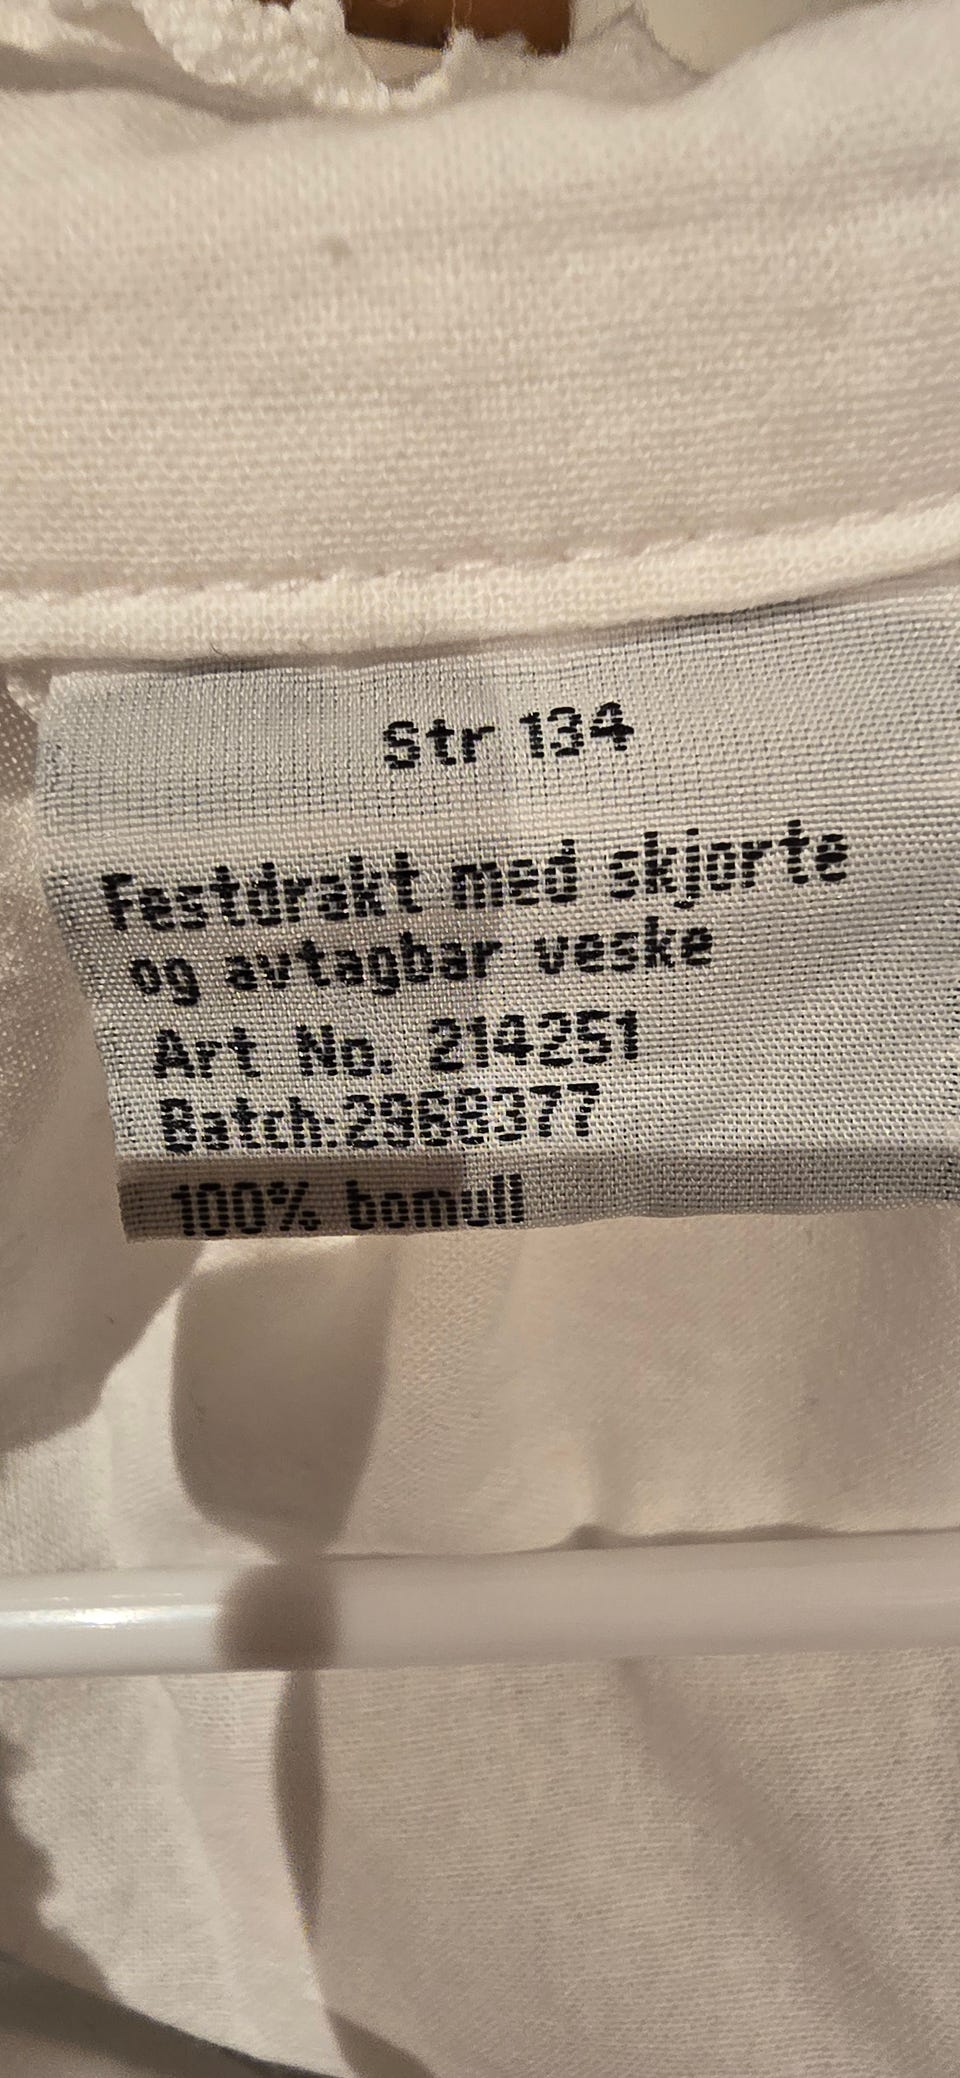 Str 134
Festdrakt med skjorte
og avtagbar veske
Art No. 214251
Batch:2968377
100% bomull